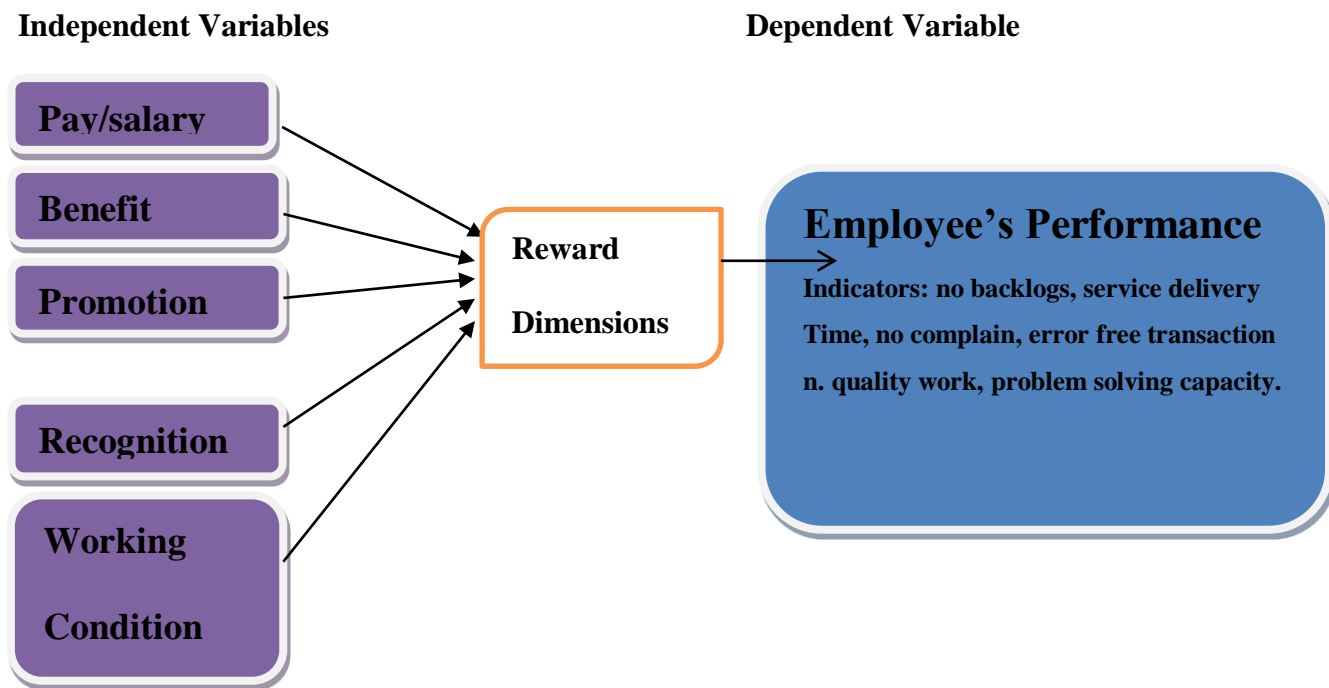 Independent Variables
Dependent Variable
Pay/salary
Benefit
Promotion
Recognition
Working
Condition
Reward
Dimensions
Employee’s Performance
Indicators: no backlogs, service delivery
Time, no complain, error free transaction
n. quality work, problem solving capacity.